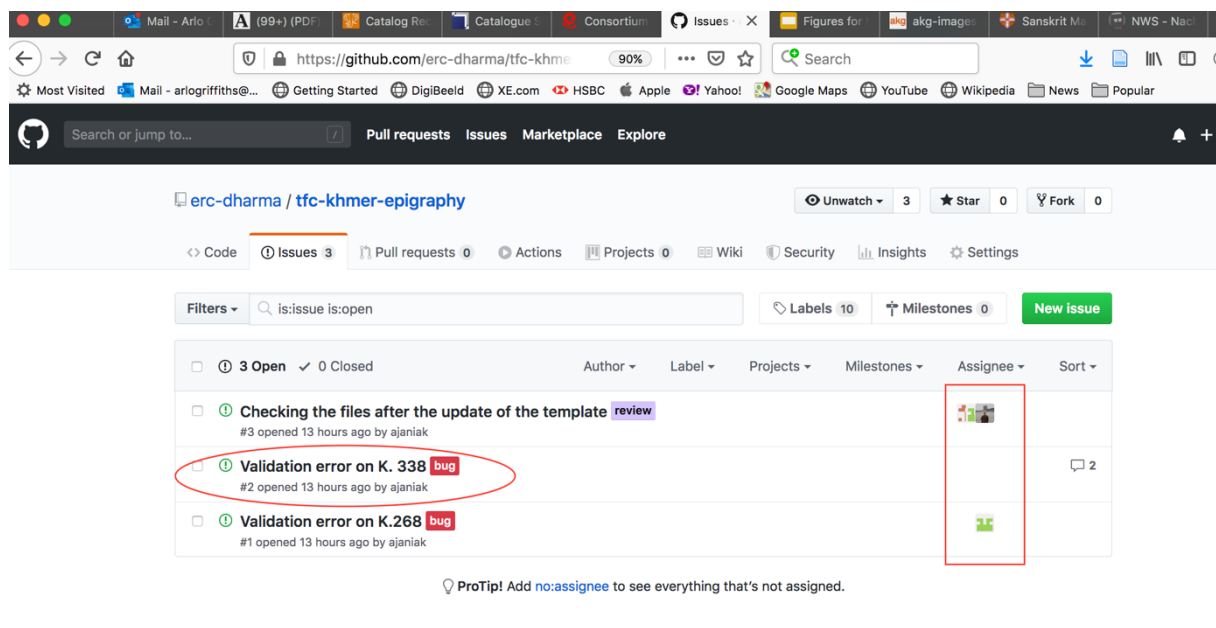 Mail - Arlo G
(99+) (PDF)
Catalog Rec
Catalogue S
Consortium
Issues ·
Figures for
akg akg-images
Sanskrit Ma
NWS - Nach
https://github.com/erc-dharma/tfc-khme
90%
Search
Most Visited
Mail - arlogriffiths@...
Getting Started
DigiBeeld
XE.com
HSBC
Apple
Yahoo!
Google Maps
YouTube
Wikipedia
News
Popular
Search or jump to...
/
Pull requests
Issues
Marketplace
Explore
erc-dharma / tfc-khmer-epigraphy
Unwatch 3
Star 0
Fork 0
Code
Issues 3
Pull requests 0
Actions
Projects 0
Wiki
Security
Insights
Settings
Filters
is:issue is:open
Labels 10
Milestones 0
New issue
3 Open
0 Closed
Author
Label
Projects
Milestones
Assignee
Sort
Checking the files after the update of the template review
#3 opened 13 hours ago by ajaniak
Validation error on K. 338 bug
2
#2 opened 13 hours ago by ajaniak
Validation error on K.268 bug
#1 opened 13 hours ago by ajaniak
ProTip! Add no:assignee to see everything that's not assigned.